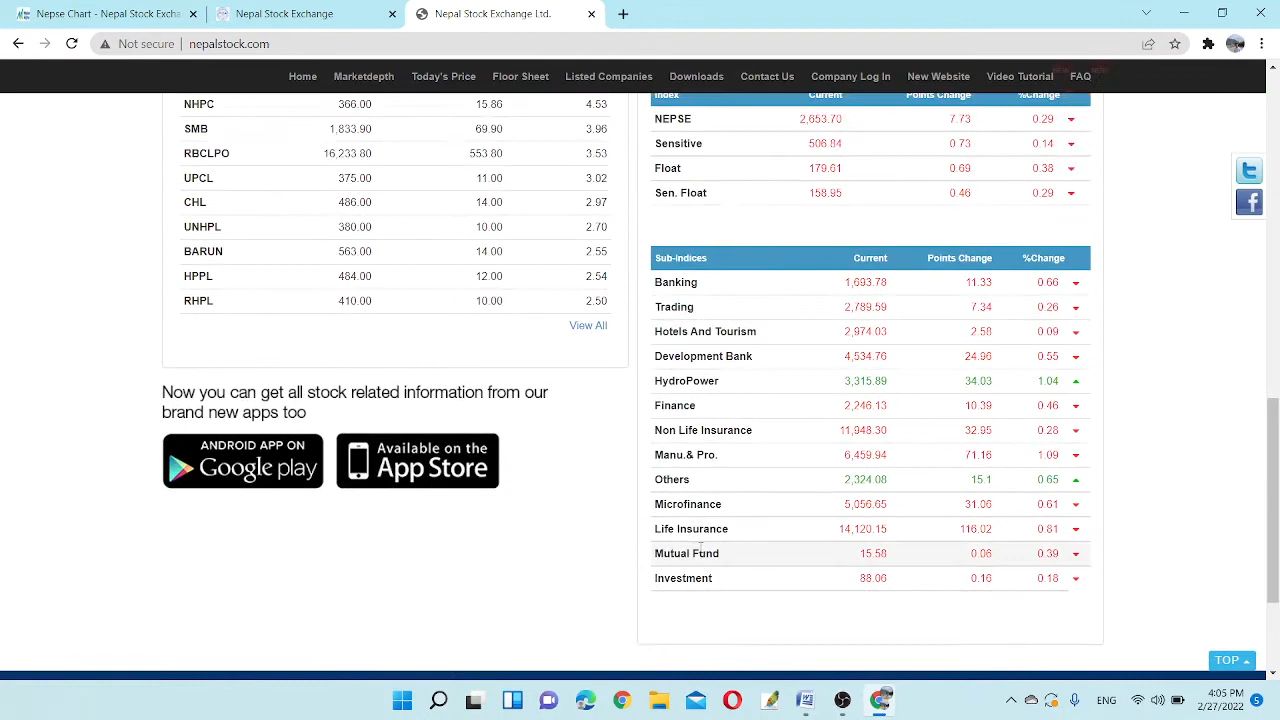 Nepse Chart - Nepal Stock Excha
Nepal Stock Exchange
Nepal Stock Exchange Ltd.
Not secure | nepalstock.com
Home Marketdepth Today's Price Floor Sheet Listed Companies Downloads Contact Us Company Log In New Website Video Tutorial FAQ
NHPC 366.00 15.86 4.53
SMB 1,833.90 69.90 3.96
RBCLPO 16,233.80 553.80 3.53
UPCL 375.00 11.00 3.02
CHL 486.00 14.00 2.97
UNHPL 380.00 10.00 2.70
BARUN 563.00 14.00 2.55
HPPL 484.00 12.00 2.54
RHPL 410.00 10.00 2.50
View All
Now you can get all stock related information from our
brand new apps too
ANDROID APP ON
Google play
Available on the
App Store
Index Current Points Change %Change
NEPSE 2,653.70 7.73 0.29
Sensitive 506.84 0.73 0.14
Float 179.61 0.69 0.38
Sen. Float 158.95 0.46 0.29
Sub-Indices Current Points Change %Change
Banking 1,693.78 11.33 0.66
Trading 2,789.59 7.34 0.26
Hotels And Tourism 2,974.03 2.58 0.09
Development Bank 4,534.76 24.96 0.55
HydroPower 3,315.89 34.03 1.04
Finance 2,246.13 10.39 0.46
Non Life Insurance 11,948.30 32.95 0.28
Manu.& Pro. 6,459.94 71.16 1.09
Others 2,324.08 15.1 0.65
Microfinance 5,056.65 31.06 0.61
Life Insurance 14,120.15 116.02 0.81
Mutual Fund 15.58 0.06 0.39
Investment 88.06 0.16 0.18
TOP
ENG
4:05 PM
2/27/2022
5